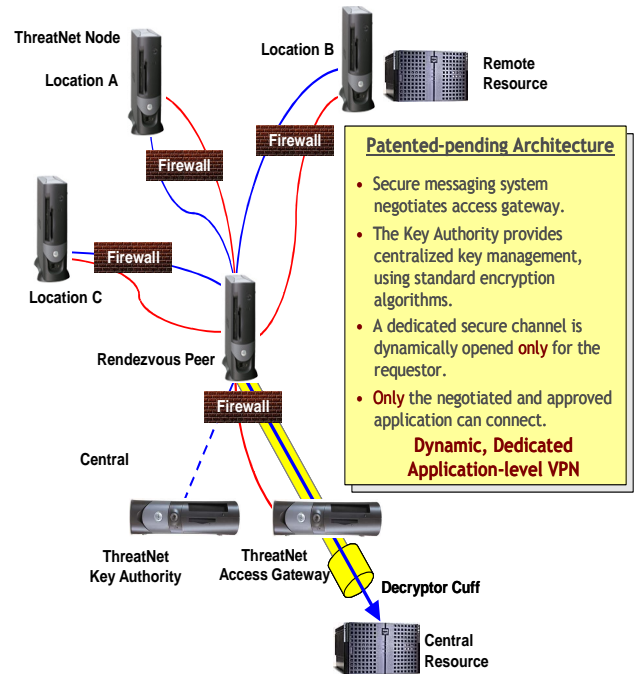 ThreatNet Node
Location A
Location B
Remote
Resource
Firewall
Firewall
Firewall
Location C
Rendezvous Peer
Firewall
Central
ThreatNet
Key Authority
ThreatNet
Access Gateway
Decryptor Cuff
Central
Resource
Patented-pending Architecture
• Secure messaging system
negotiates access gateway.
• The Key Authority provides
centralized key management,
using standard encryption
algorithms.
• A dedicated secure channel is
dynamically opened only for the
requestor.
• Only the negotiated and approved
application can connect.
Dynamic, Dedicated
Application-level VPN